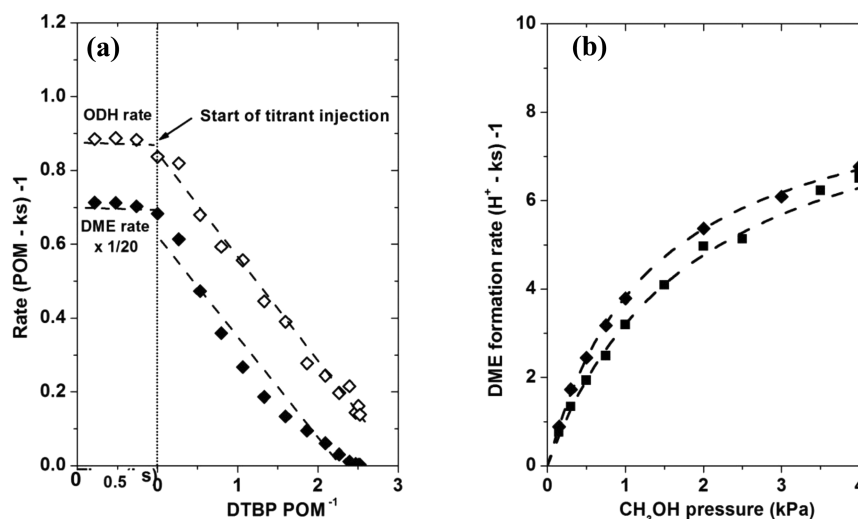 (a)
(b)
ODH rate
Start of titrant injection
DME rate
x 1/20
Rate (POM - ks) -1
1.2
1.0
0.8
0.6
0.4
0.2
0.0
0
0.5
s)
0
1
2
3
DTBP POM⁻¹
DME formation rate (H⁺ - ks) -1
10
8
6
4
2
0
0
1
2
3
4
CH₃OH pressure (kPa)